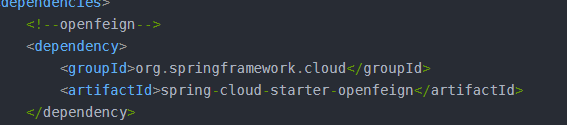 dependencies>
<!--openfeign-->
<dependency>
<groupId>org.springframework.cloud</groupId>
<artifactId>spring-cloud-starter-openfeign</artifactId>
</dependency>